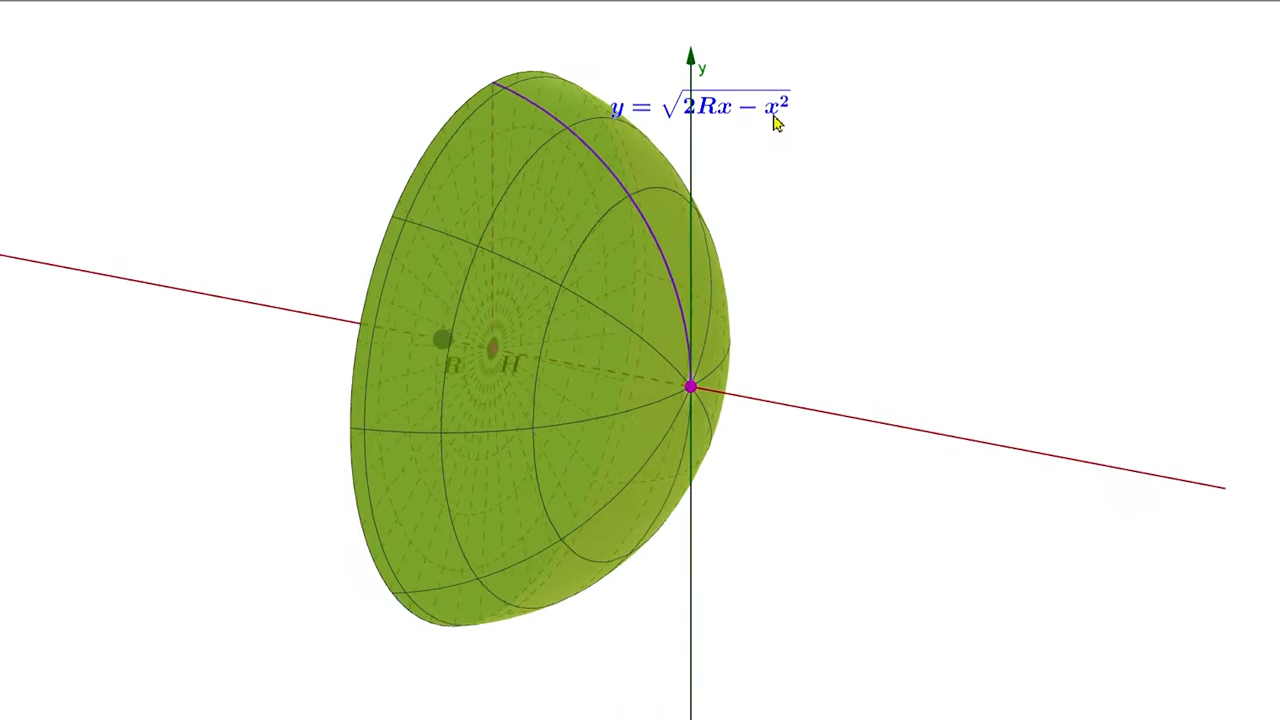 y
y = √(2Rx − x²)
R H